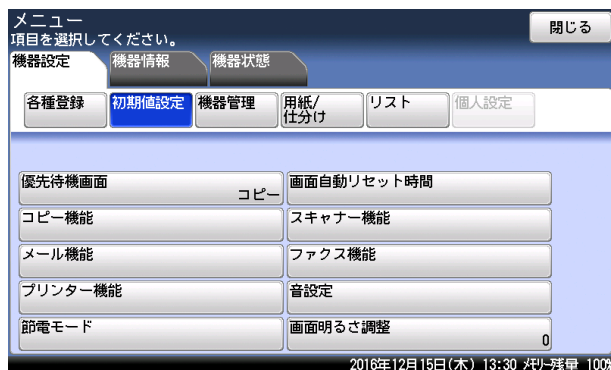 メニュー
項目を選択してください。
閉じる
機器設定
機器情報
機器状態
各種登録
初期値設定
機器管理
用紙/
仕分け
リスト
個人設定
優先待機画面
コピー
画面自動リセット時間
コピー機能
スキャナー機能
メール機能
ファクス機能
プリンター機能
音設定
節電モード
画面明るさ調整
0
2016年12月15日(木) 13:30 メモリー残量 100%